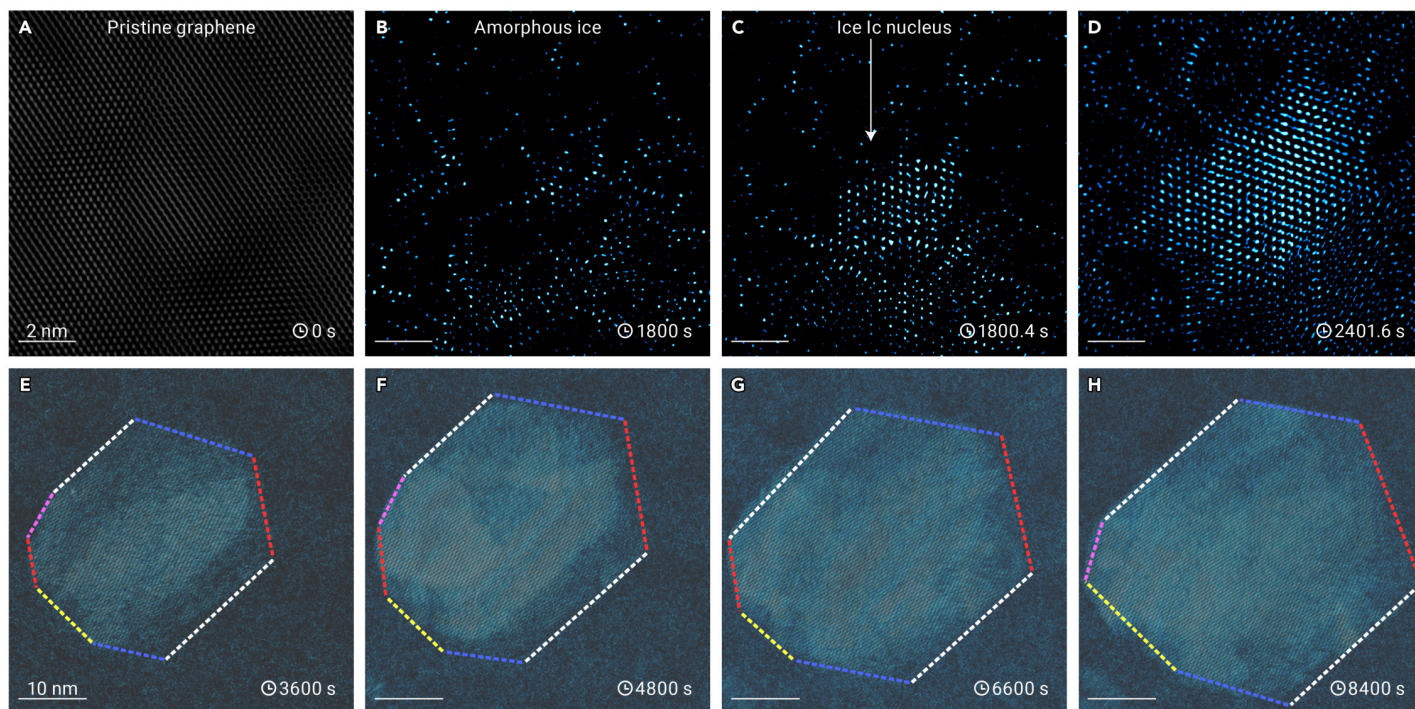 A
Pristine graphene
2 nm
0 s
B
Amorphous ice
1800 s
C
Ice Ic nucleus
1800.4 s
D
2401.6 s
E
10 nm
3600 s
F
4800 s
G
6600 s
H
8400 s